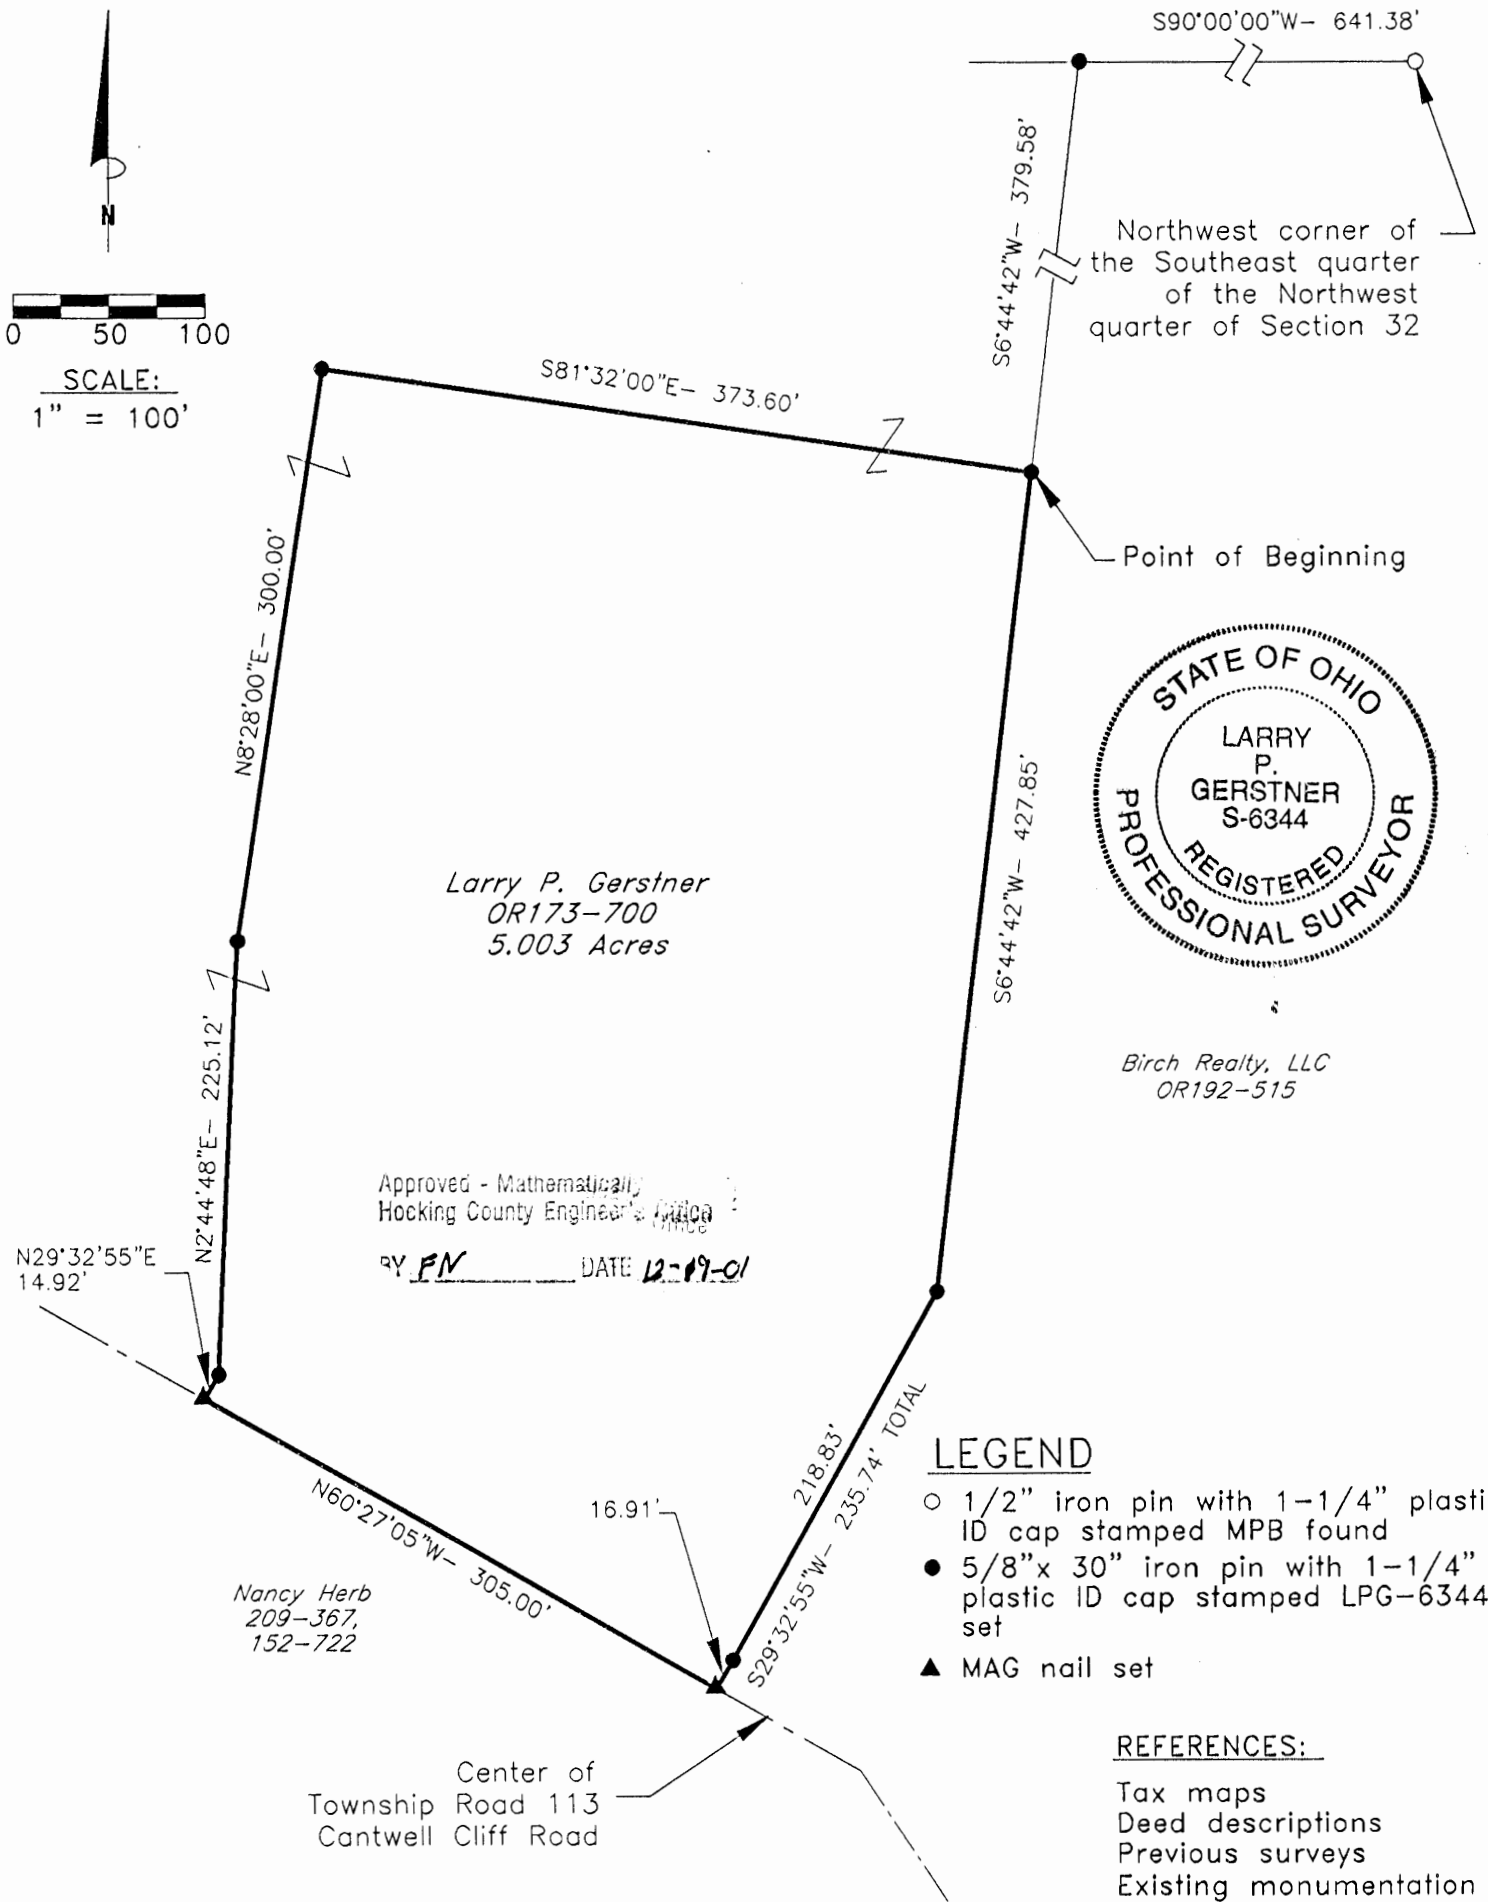 S90°00'00"W– 641.38'
N
0 50 100
SCALE:
1" = 100'
S6°44'42"W– 379.58'
Northwest corner of
the Southeast quarter
of the Northwest
quarter of Section 32
S81°32'00"E– 373.60'
Point of Beginning
N8°28'00"E– 300.00'
STATE OF OHIO
LARRY
P.
GERSTNER
S-6344
REGISTERED
PROFESSIONAL SURVEYOR
S6°44'42"W– 427.85'
Larry P. Gerstner
OR173–700
5.003 Acres
Birch Realty, LLC
OR192–515
N2°44'48"E– 225.12'
Approved - Mathematically
Hocking County Engineer's Office
BY FN DATE 12-19-01
N29°32'55"E
14.92'
218.83'
S29°32'55"W– 235.74' TOTAL
16.91'
N60°27'05"W– 305.00'
Nancy Herb
209–367,
152–722
LEGEND
1/2" iron pin with 1–1/4" plasti
ID cap stamped MPB found
5/8"x 30" iron pin with 1–1/4"
plastic ID cap stamped LPG–6344
set
MAG nail set
Center of
Township Road 113
Cantwell Cliff Road
REFERENCES:
Tax maps
Deed descriptions
Previous surveys
Existing monumentation